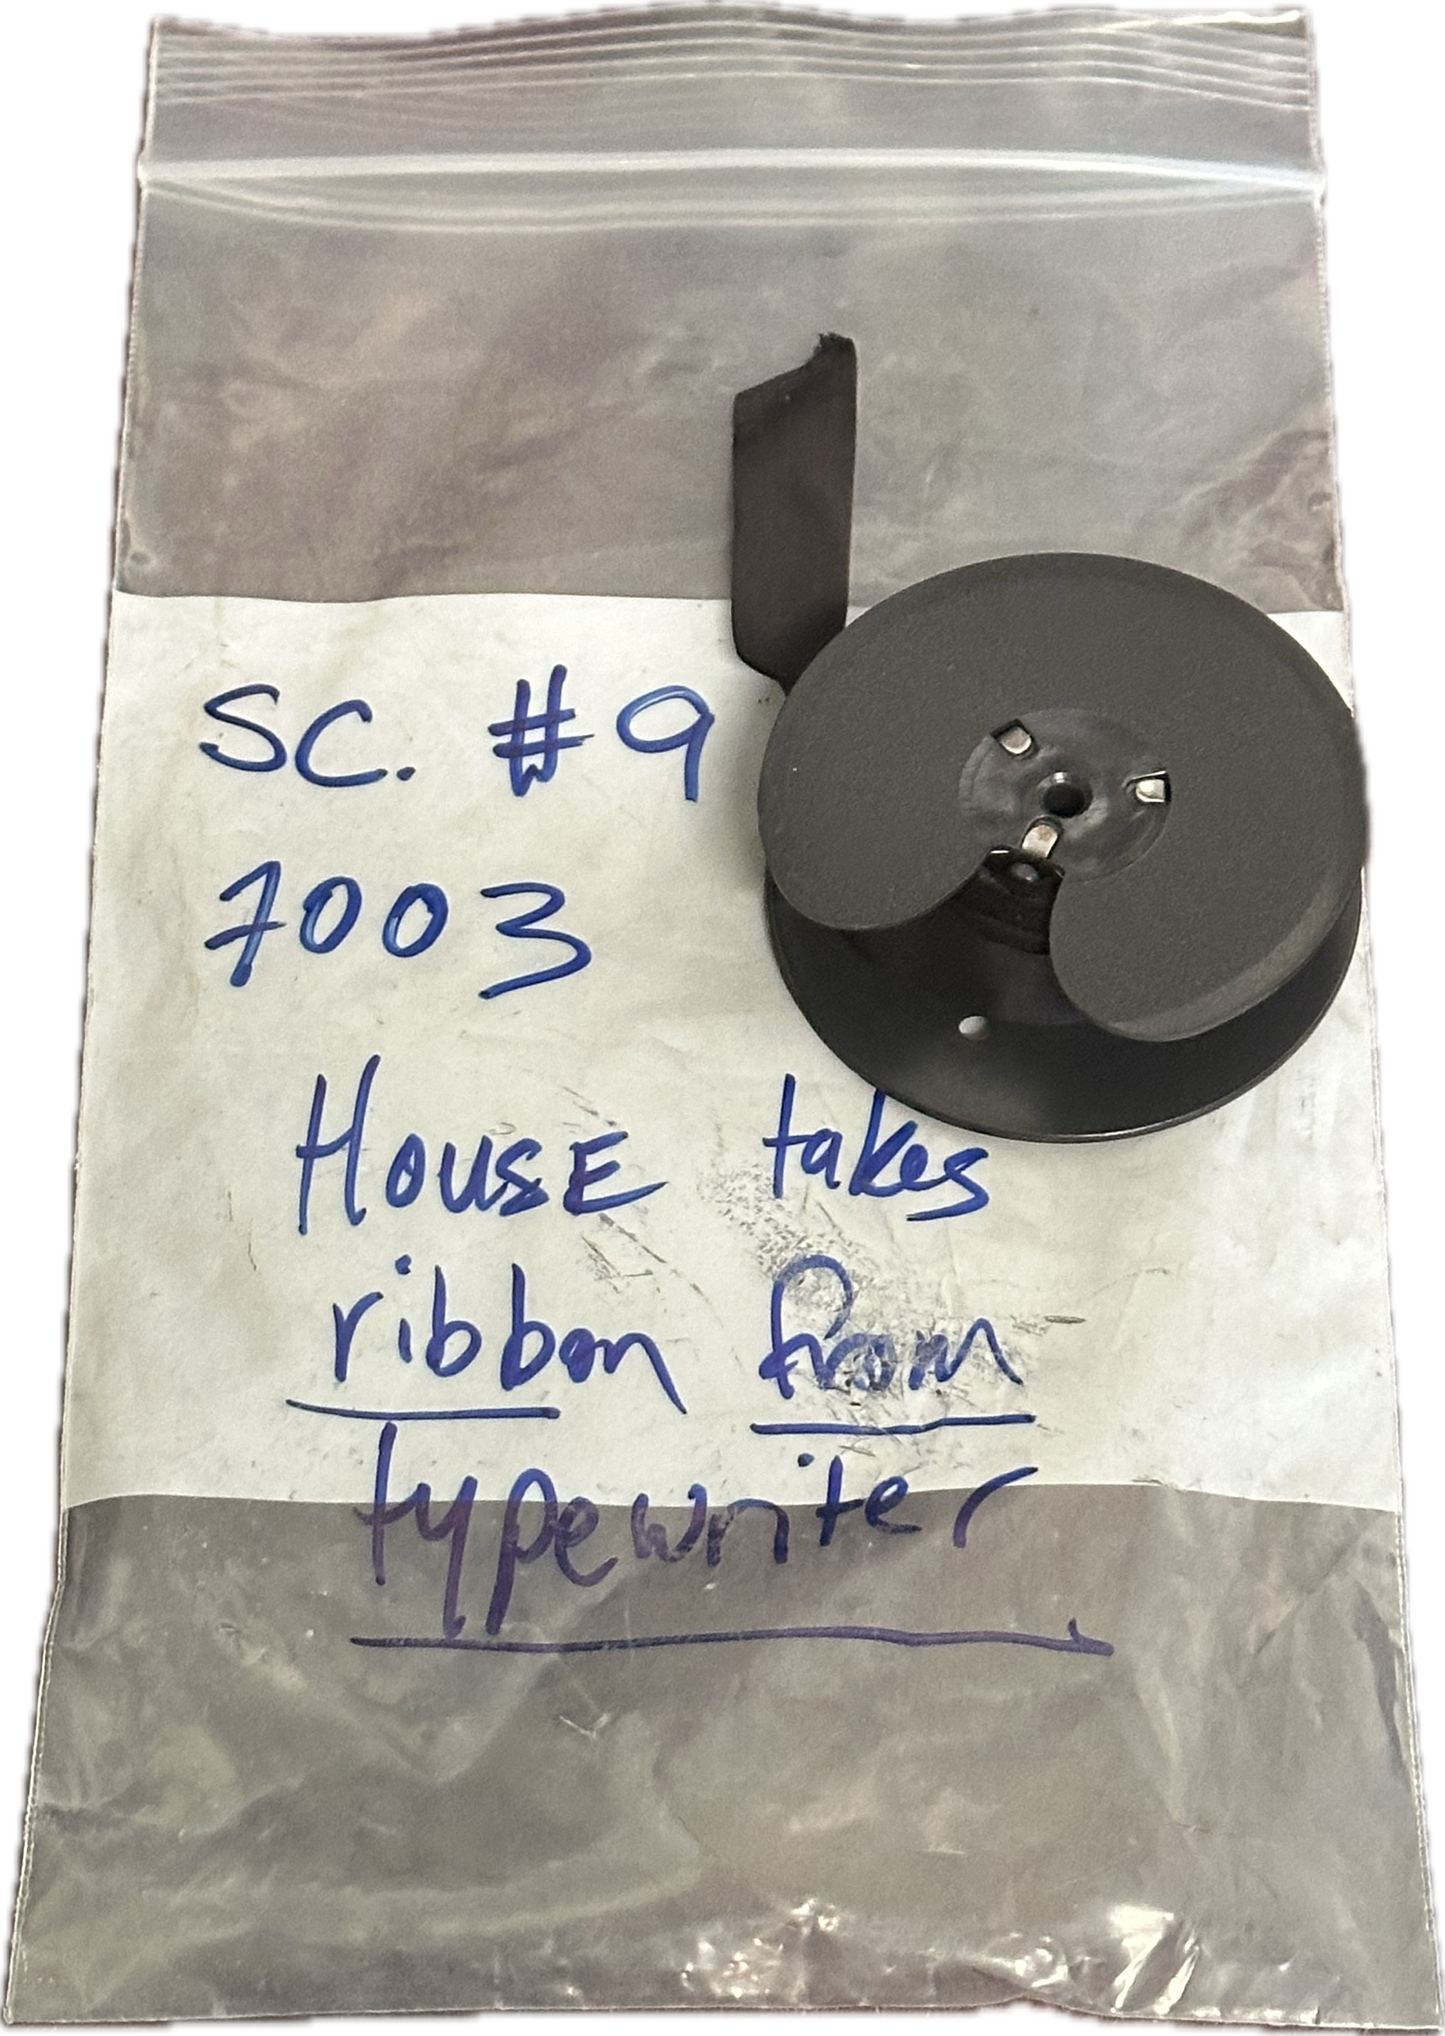 SC. #9
7003
HOUSE takes
ribbon from
typewriter